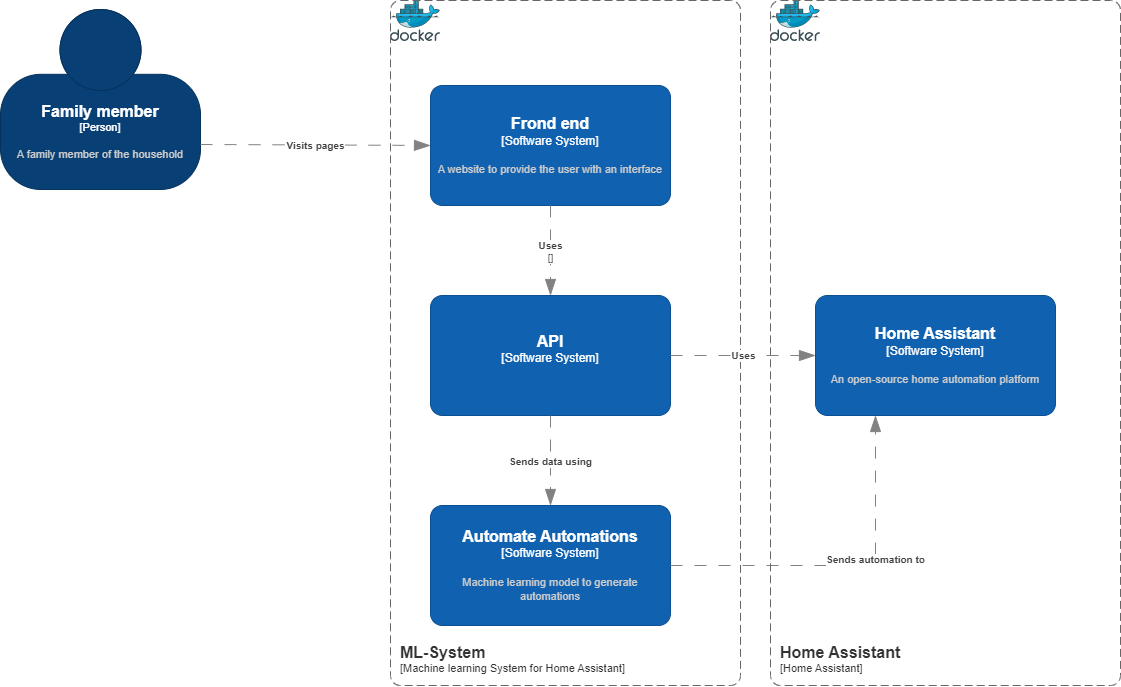 docker
docker
Family member
[Person]
A family member of the household
Visits pages
Frond end
[Software System]
A website to provide the user with an interface
Uses
[]
API
[Software System]
Uses
Home Assistant
[Software System]
An open-source home automation platform
Sends data using
Automate Automations
[Software System]
Machine learning model to generate
automations
Sends automation to
ML-System
[Machine learning System for Home Assistant]
Home Assistant
[Home Assistant]